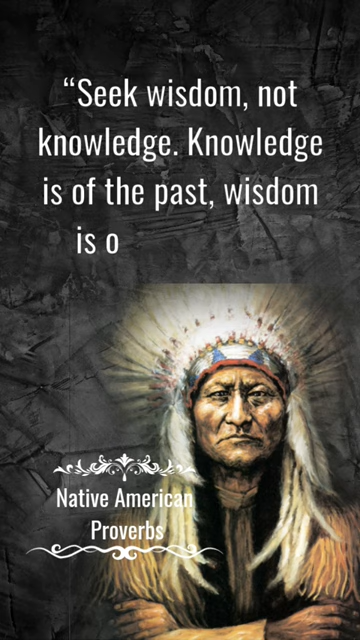 “Seek wisdom, not
knowledge. Knowledge
is of the past, wisdom
is o
Native American
Proverbs